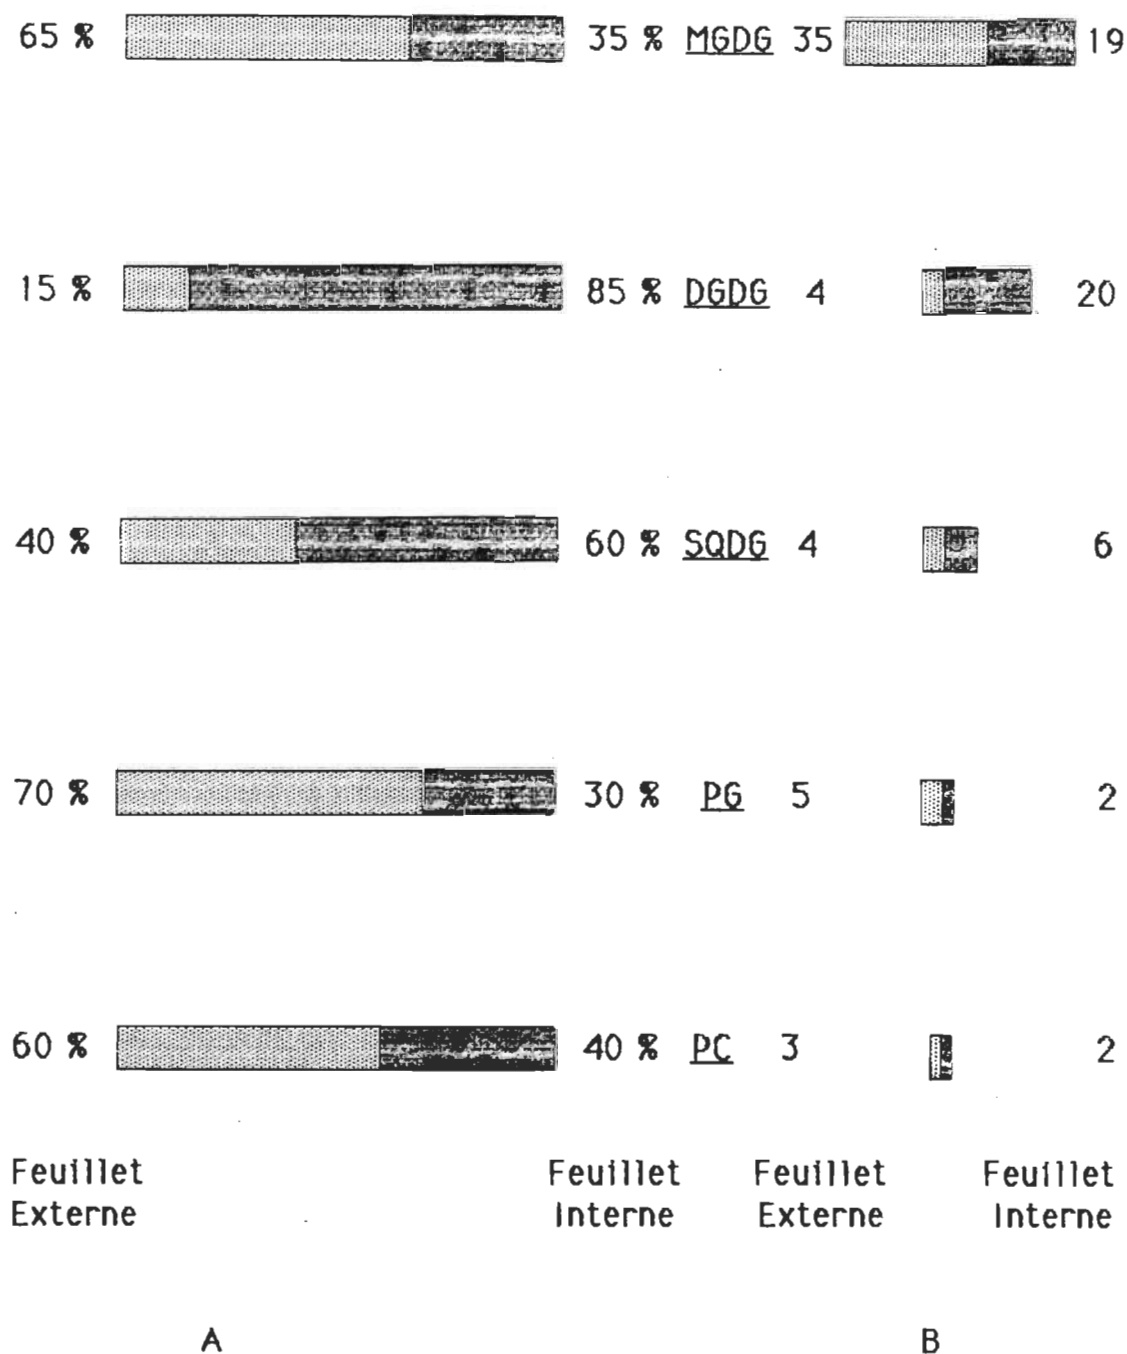 65 % 35 % MGDG 35 19
15 % 85 % DGDG 4 20
40 % 60 % SQDG 4 6
70 % 30 % PG 5 2
60 % 40 % PC 3 2
Feuillet Feuillet Feuillet Feuillet
Externe Interne Externe Interne
A B